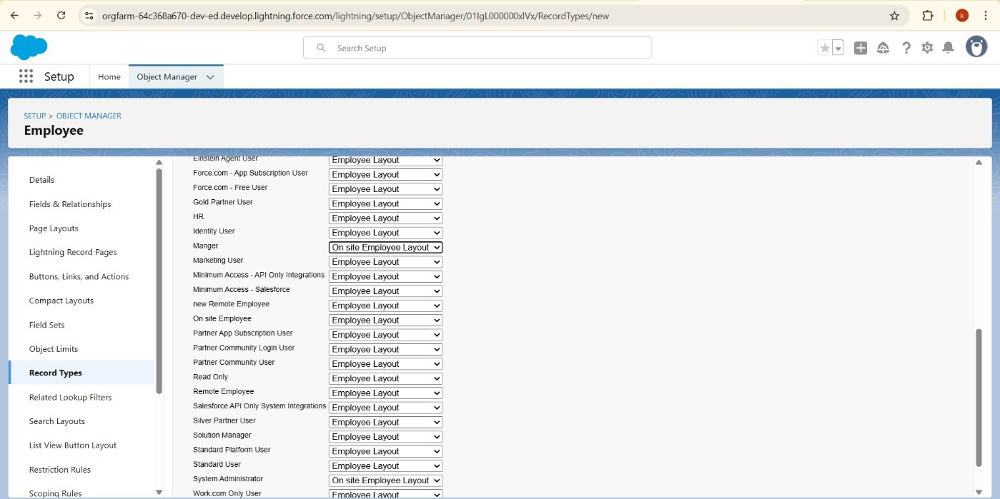 orgfarm-64c368a670-dev-ed.develop.lightning.force.com/lightning/setup/ObjectManager/01IgL000000xIVx/RecordTypes/new
k
Search Setup
Setup
Home
Object Manager
SETUP > OBJECT MANAGER
Employee
Details
Fields & Relationships
Page Layouts
Lightning Record Pages
Buttons, Links, and Actions
Compact Layouts
Field Sets
Object Limits
Record Types
Related Lookup Filters
Search Layouts
List View Button Layout
Restriction Rules
Scoping Rules
Einstein Agent User Employee Layout
Force.com - App Subscription User Employee Layout
Force.com - Free User Employee Layout
Gold Partner User Employee Layout
HR Employee Layout
Identity User Employee Layout
Manger On site Employee Layout
Marketing User Employee Layout
Minimum Access - API Only Integrations Employee Layout
Minimum Access - Salesforce Employee Layout
new Remote Employee Employee Layout
On site Employee Employee Layout
Partner App Subscription User Employee Layout
Partner Community Login User Employee Layout
Partner Community User Employee Layout
Read Only Employee Layout
Remote Employee Employee Layout
Salesforce API Only System Integrations Employee Layout
Silver Partner User Employee Layout
Solution Manager Employee Layout
Standard Platform User Employee Layout
Standard User Employee Layout
System Administrator On site Employee Layout
Work.com Only User Employee Layout